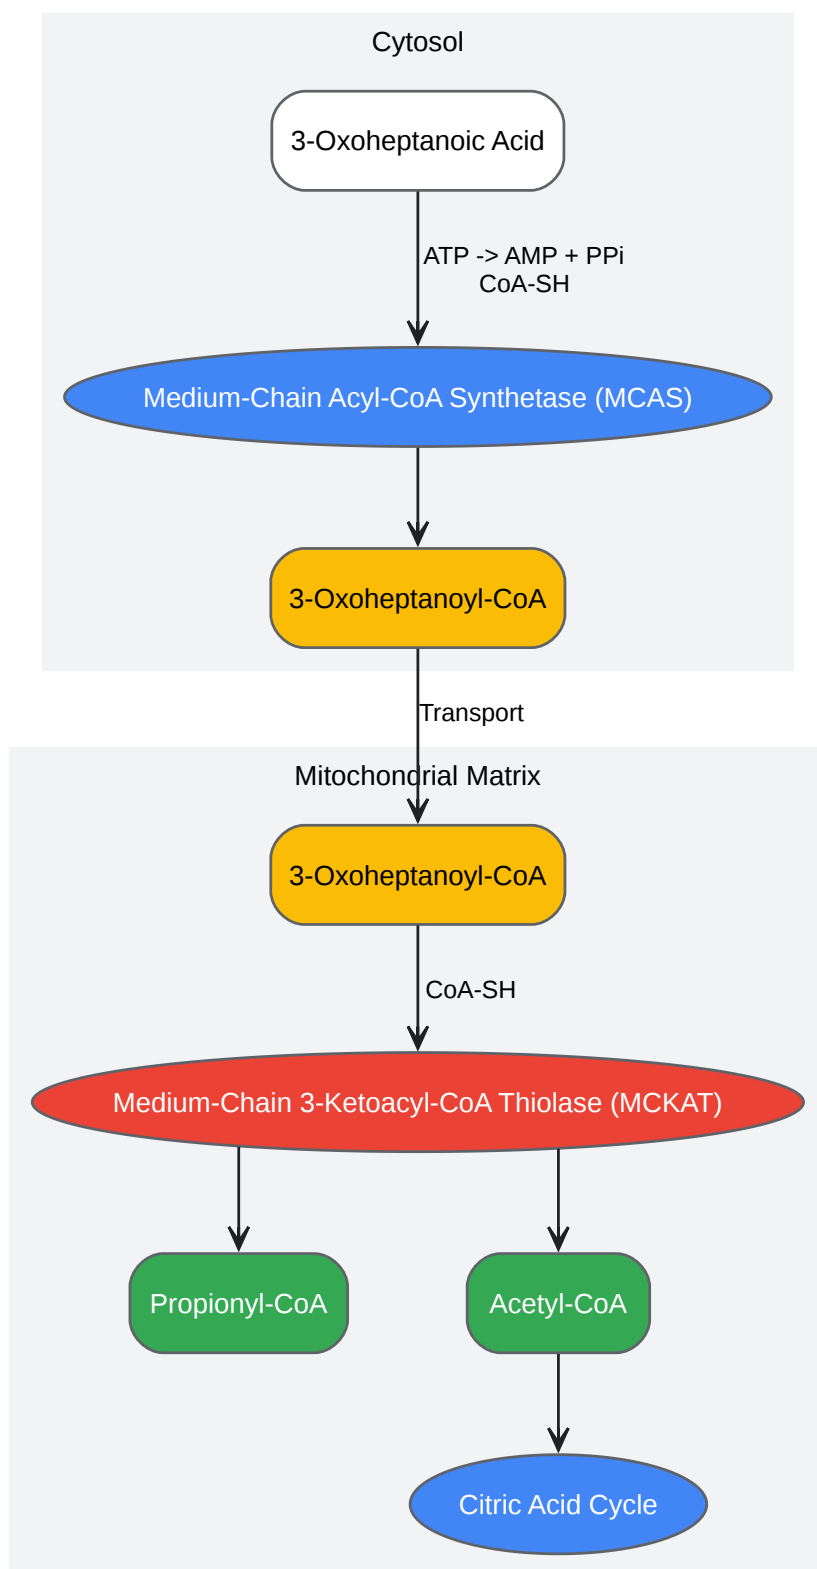 Cytosol
3-Oxoheptanoic Acid
ATP -> AMP + PPi
CoA-SH
Medium-Chain Acyl-CoA Synthetase (MCAS)
3-Oxoheptanoyl-CoA
Transport
Mitochondrial Matrix
3-Oxoheptanoyl-CoA
CoA-SH
Medium-Chain 3-Ketoacyl-CoA Thiolase (MCKAT)
Propionyl-CoA
Acetyl-CoA
Citric Acid Cycle